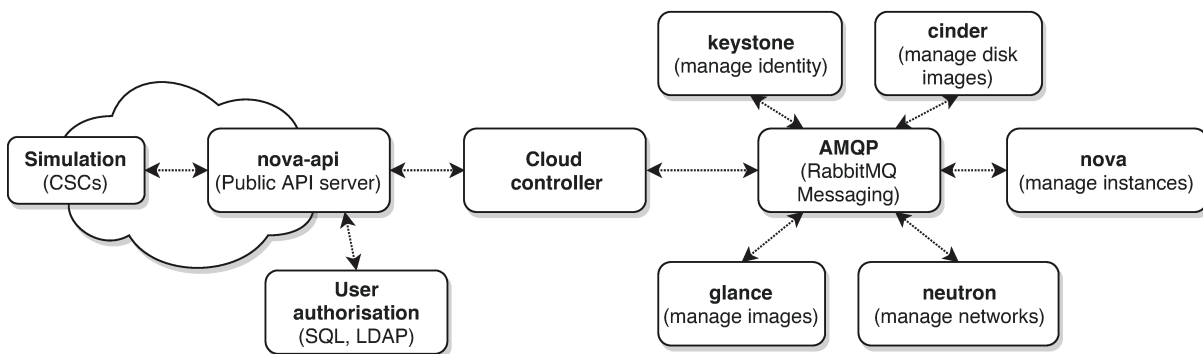 keystone
(manage identity)
cinder
(manage disk
images)
Simulation
(CSCs)
nova-api
(Public API server)
Cloud
controller
AMQP
(RabbitMQ
Messaging)
nova
(manage instances)
User
authorisation
(SQL, LDAP)
glance
(manage images)
neutron
(manage networks)